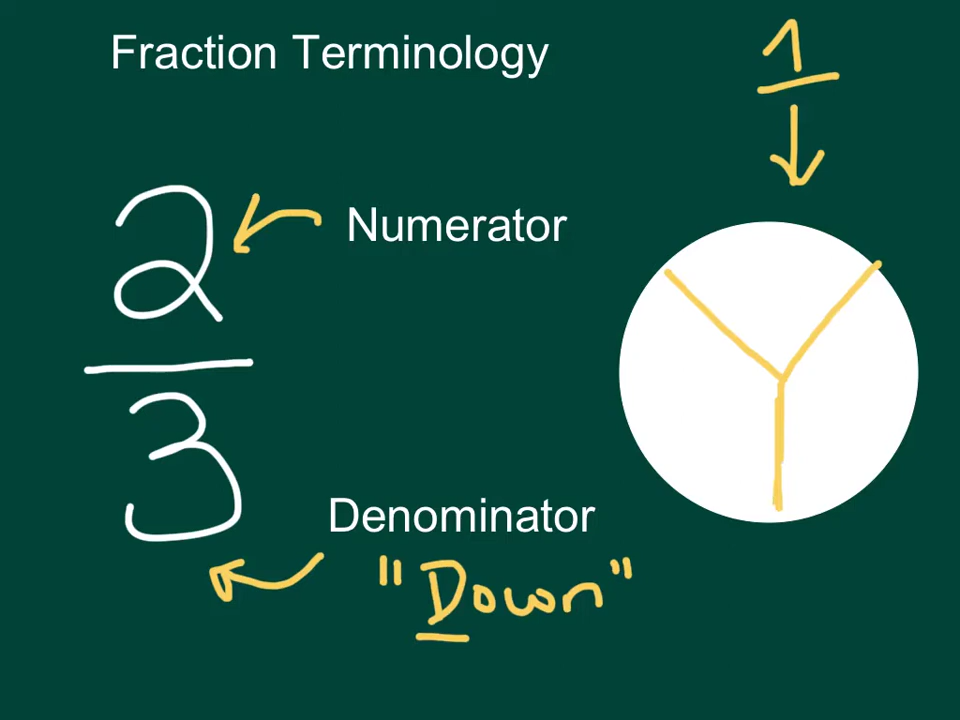 Fraction Terminology
1
2
Numerator
3
Denominator
"Down"